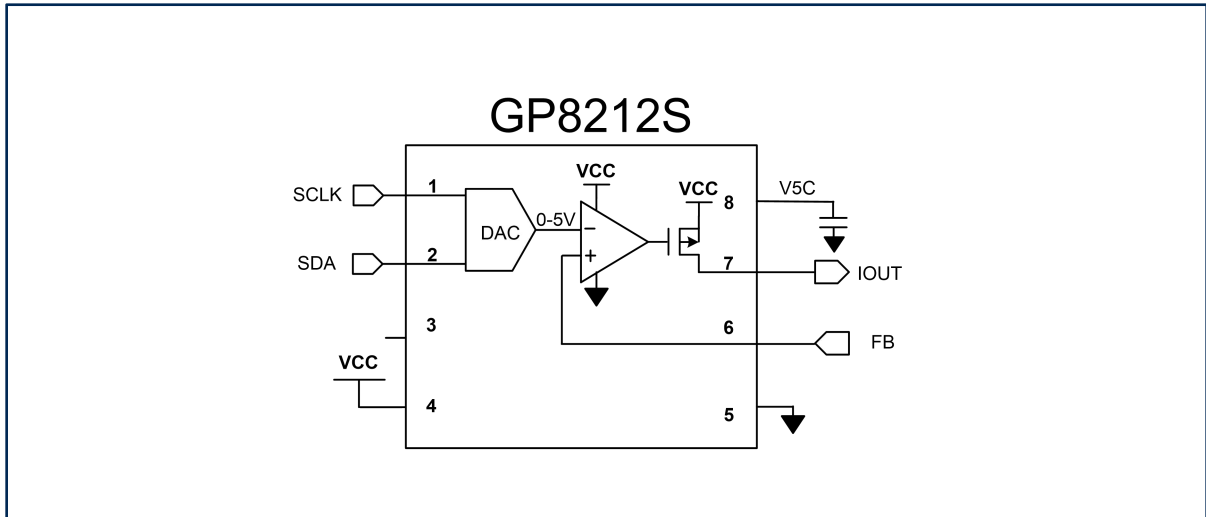 GP8212S
VCC
VCC
8
V5C
SCLK
1
0-5V
DAC
−
+
SDA
2
7
IOUT
3
6
FB
VCC
4
5